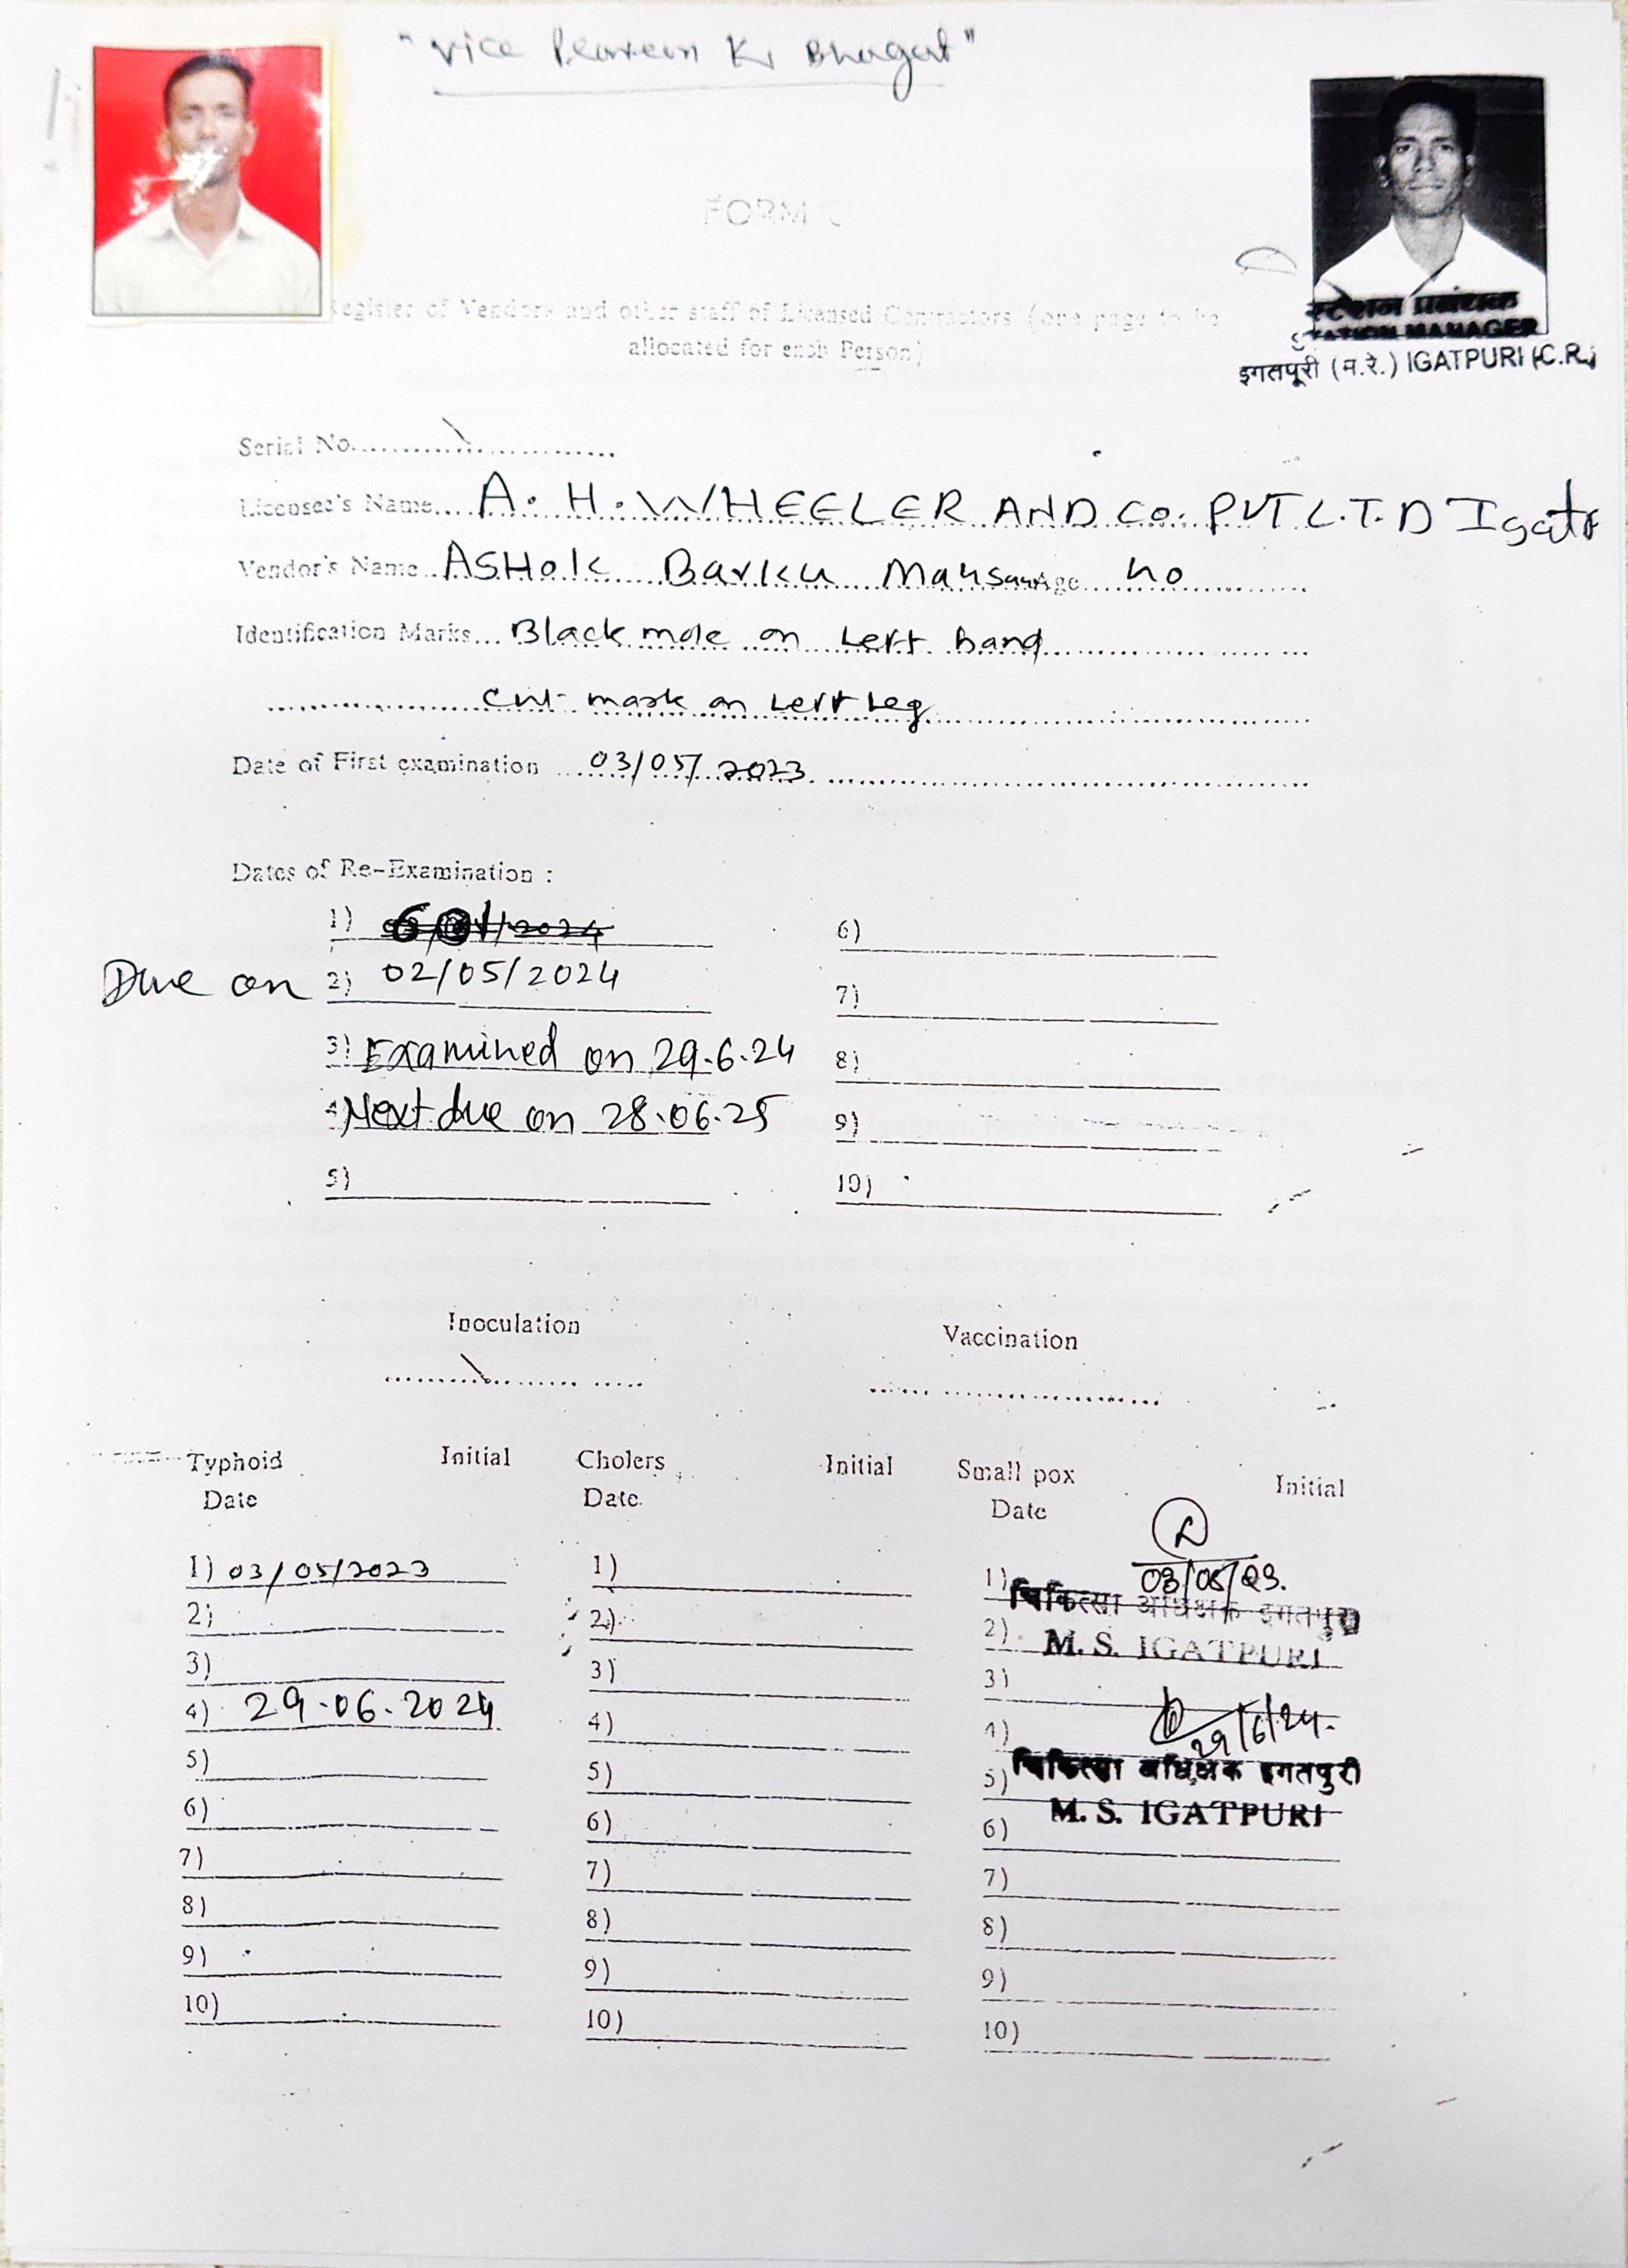 "Vice Praveen Kr Bhagat"
FORM C
Register of Vendors and other staff of Licensed Contractors (one page to be
allocated for each Person)
स्टेशन प्रबंधक
STATION MANAGER
इगतपूरी (म.रे.) IGATPURI (C.R.)
Serial No.
Licensee's Name A. H. WHEELER AND Co. PVT L.T.D Igatp
Vendor's Name ASHok Barku Age 40
Identification Marks Black mole on Left hand
Cut mark on Left Leg
Date of First examination 03/05/2023
Dates of Re-Examination :
1)
Due on 2) 02/05/2024
3) Examined on 29.6.24
4) Next due on 28.06.25
5)
6)
7)
8)
9)
10)
Inoculation
Vaccination
Typhoid Initial Cholers Initial Small pox Initial
Date Date Date
1) 03/05/2023
2)
3)
4) 29.06.2024
5)
6)
7)
8)
9)
10)
1)
2)
3)
4)
5)
6)
7)
8)
9)
10)
1) 03/05/23.
चिकित्सा अधिक्षक इगतपुरी
2) M. S. IGATPURI
3)
4) 29/6/24.
5) चिकित्सा अधिक्षक इगतपुरी
M. S. IGATPURI
6)
7)
8)
9)
10)